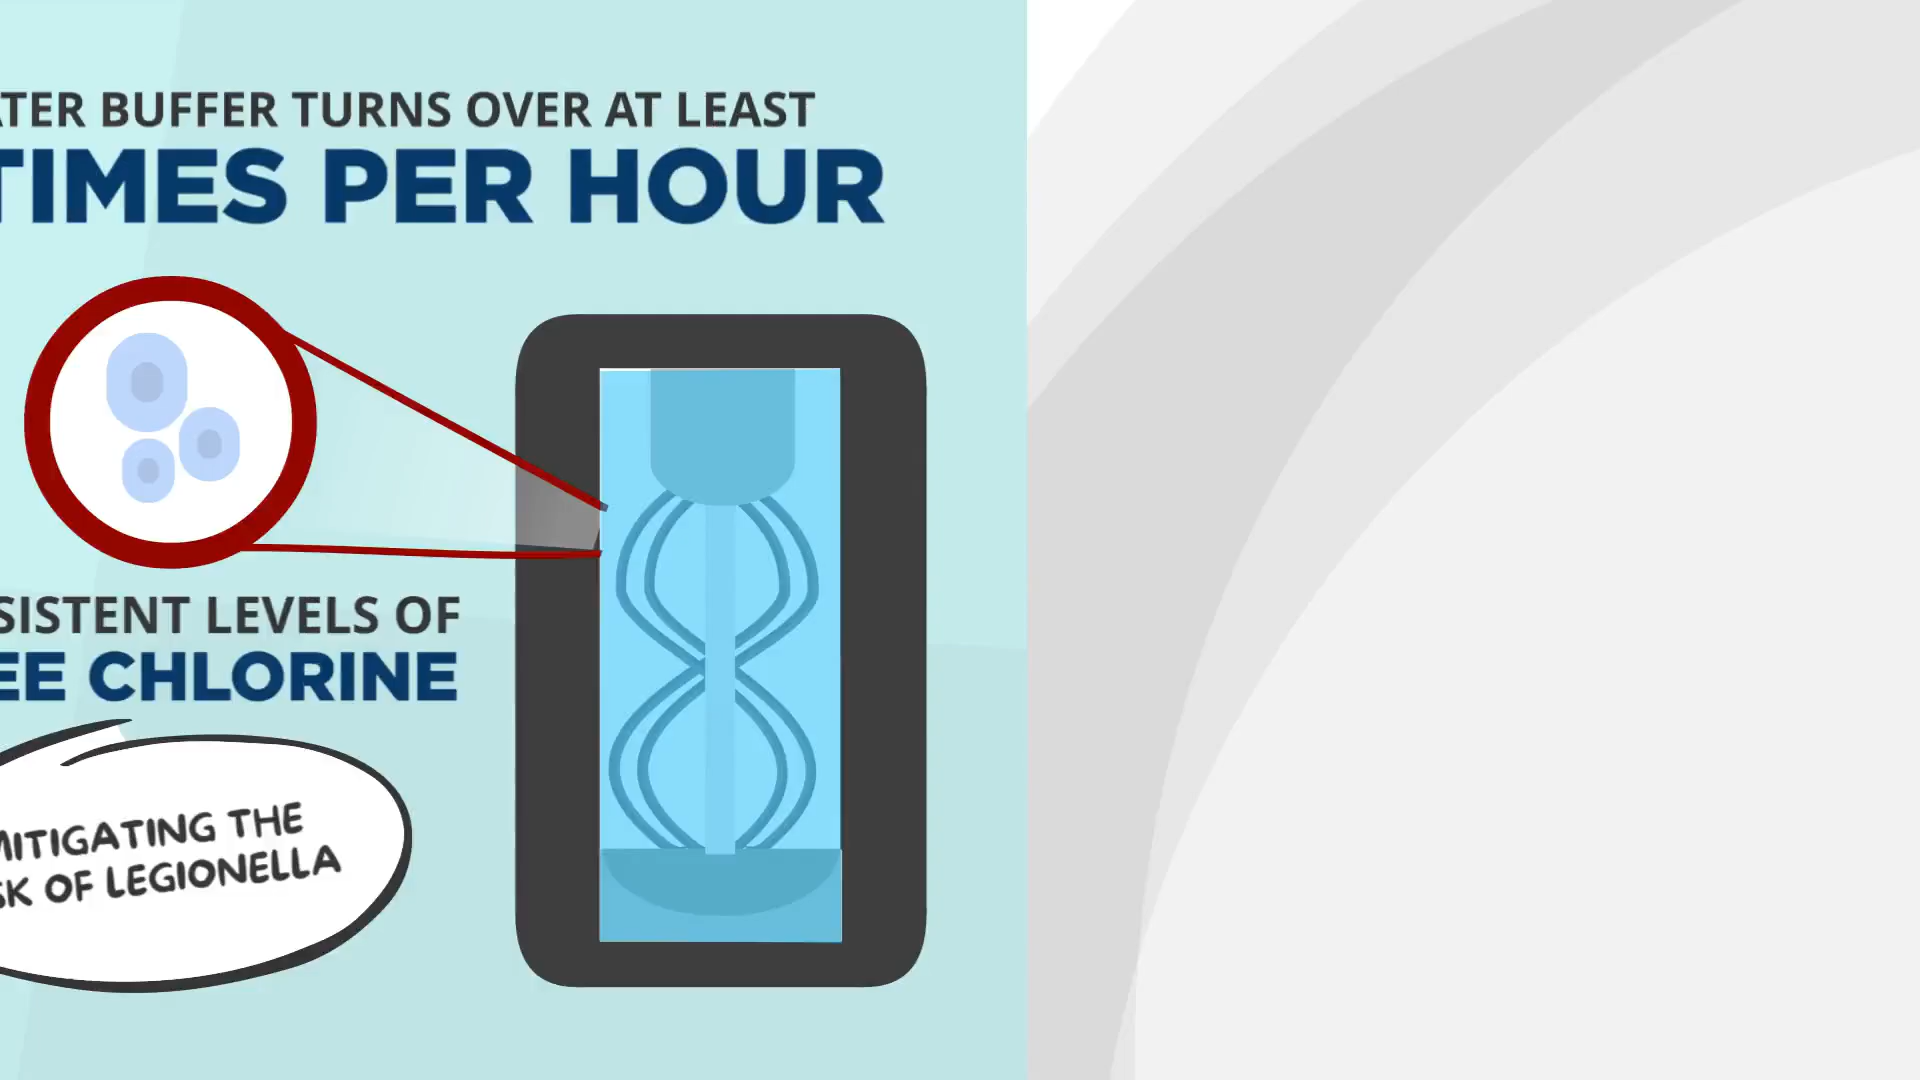 TER BUFFER TURNS OVER AT LEAST
TIMES PER HOUR
SISTENT LEVELS OF
EE CHLORINE
MITIGATING THE
SK OF LEGIONELLA